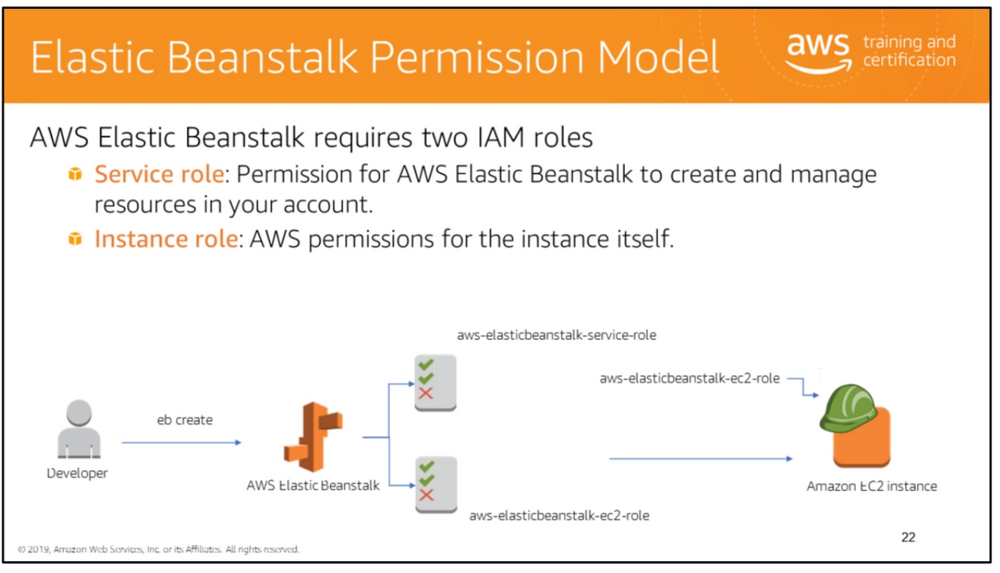 Elastic Beanstalk Permission Model
aws training and
certification
AWS Elastic Beanstalk requires two IAM roles
Service role: Permission for AWS Elastic Beanstalk to create and manage
resources in your account.
Instance role: AWS permissions for the instance itself.
aws-elasticbeanstalk-service-role
aws-elasticbeanstalk-ec2-role
eb create
Developer
AWS Elastic Beanstalk
Amazon EC2 instance
aws-elasticbeanstalk-ec2-role
22
© 2019, Amazon Web Services, Inc. or its Affiliates. All rights reserved.